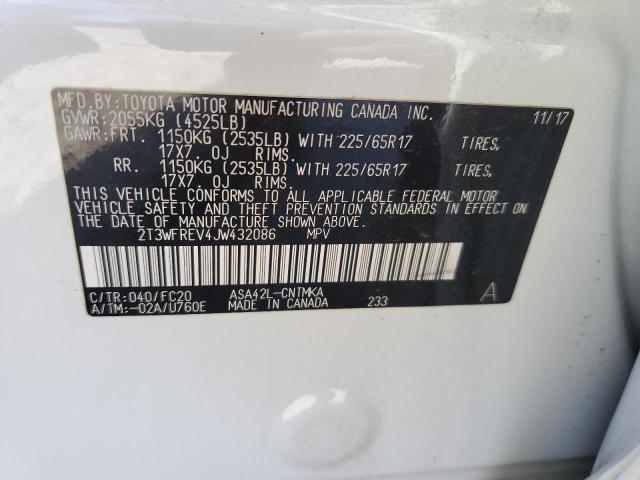 MFD.BY:TOYOTA MOTOR MANUFACTURING CANADA INC. 11/17
GVWR:2055KG (4525LB)
GAWR:FRT. 1150KG (2535LB) WITH 225/65R17 TIRES,
17X7 0J RIMS.
RR. 1150KG (2535LB) WITH 225/65R17 TIRES,
17X7 0J RIMS.
THIS VEHICLE CONFORMS TO ALL APPLICABLE FEDERAL MOTOR
VEHICLE SAFETY AND THEFT PREVENTION STANDARDS IN EFFECT ON
THE DATE OF MANUFACTURE SHOWN ABOVE.
2T3WFREV4JW432086 MPV
C/TR:040/FC20 ASA42L-CNTMKA A
A/TM:-02A/U760E MADE IN CANADA 233